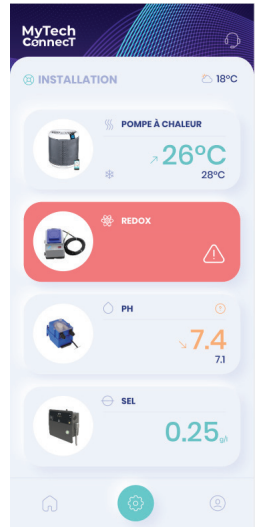 MyTech
ConnecT
INSTALLATION
18°C
POMPE À CHALEUR
26°C
28°C
REDOX
PH
7.4
7.1
SEL
0.25 g/l